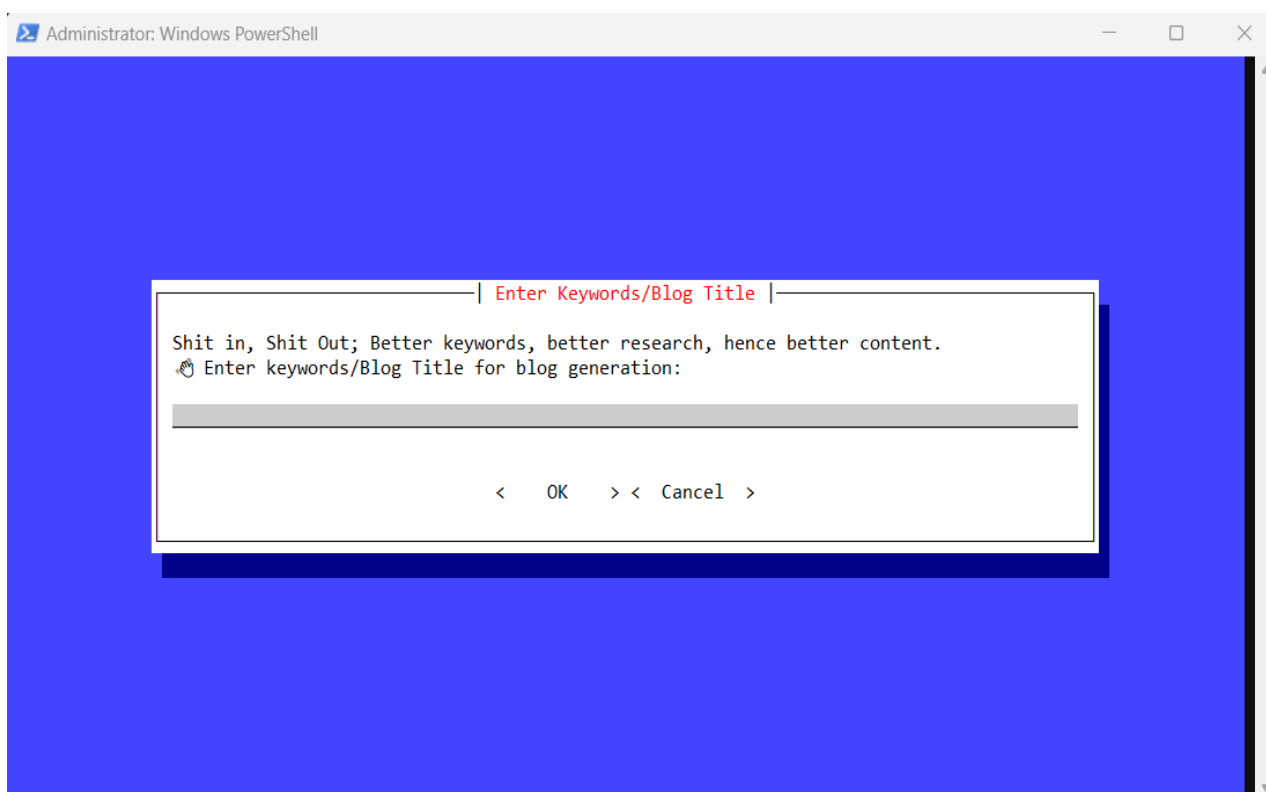 Administrator: Windows PowerShell
Enter Keywords/Blog Title
Shit in, Shit Out; Better keywords, better research, hence better content.
👋 Enter keywords/Blog Title for blog generation:
< OK > < Cancel >